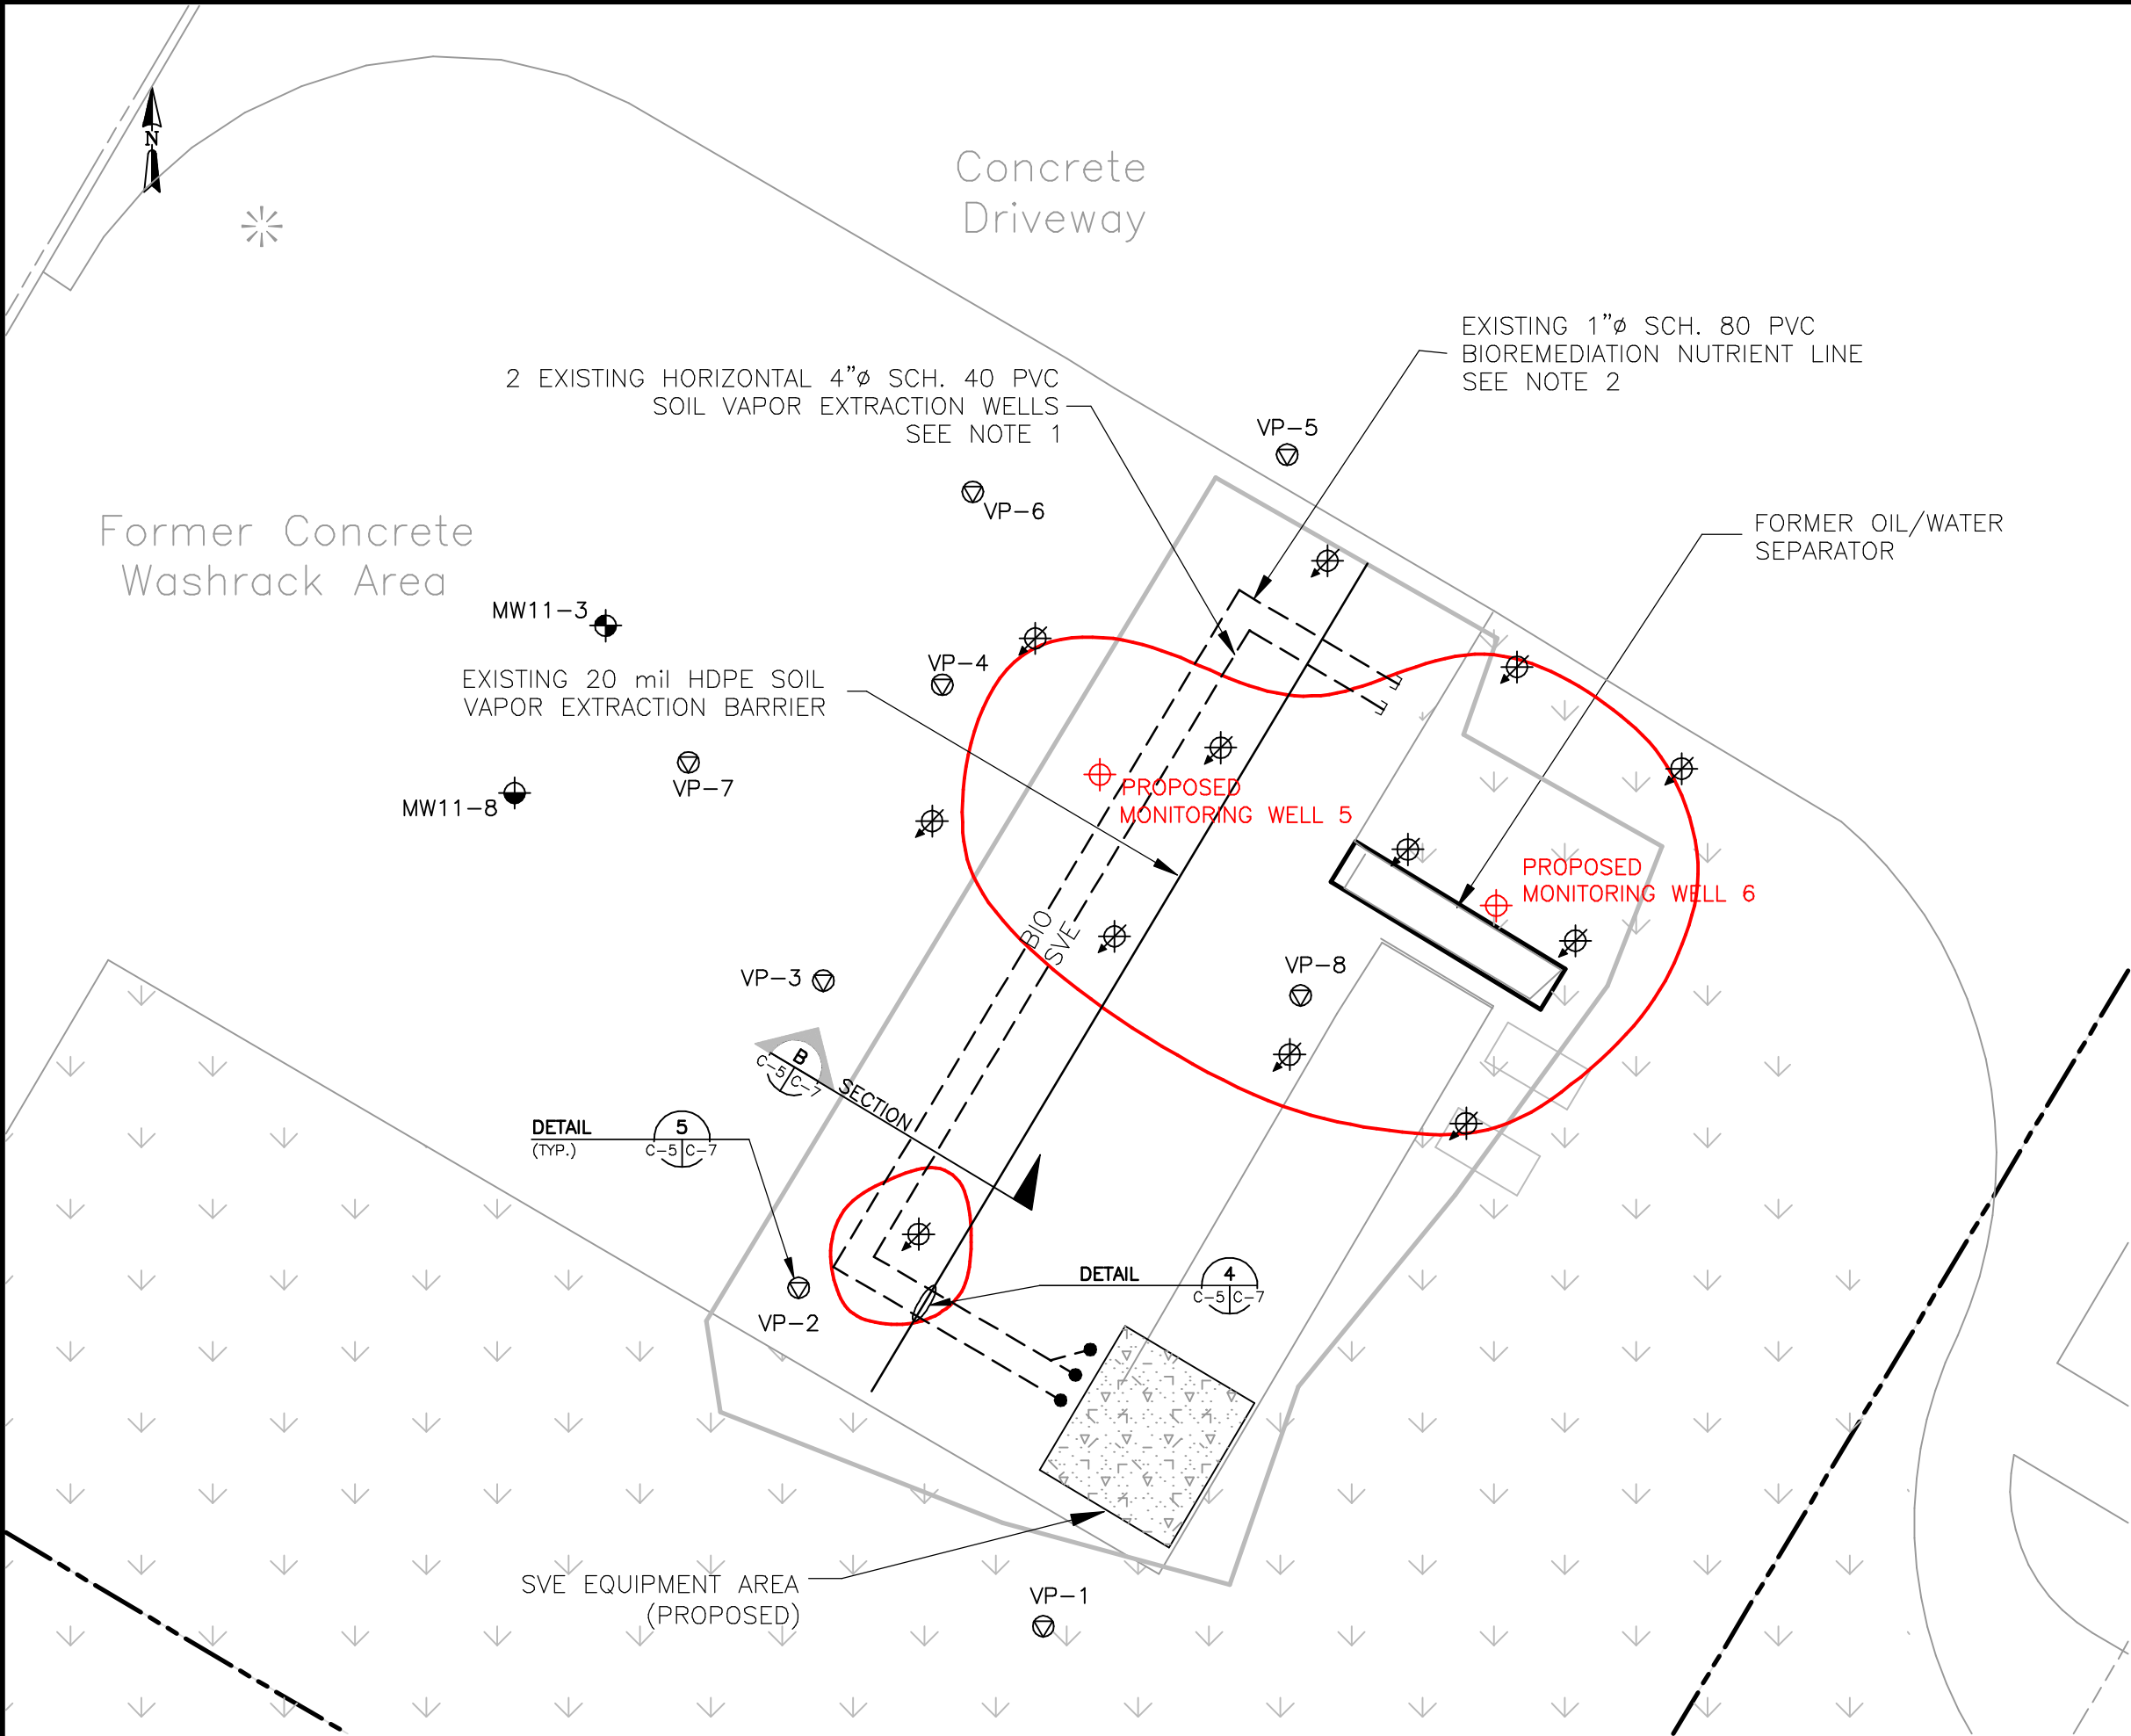 N
Concrete
Driveway
EXISTING 1"ø SCH. 80 PVC
BIOREMEDIATION NUTRIENT LINE
SEE NOTE 2
2 EXISTING HORIZONTAL 4"ø SCH. 40 PVC
SOIL VAPOR EXTRACTION WELLS
SEE NOTE 1
VP-5
VP-6
Former Concrete
Washrack Area
FORMER OIL/WATER
SEPARATOR
MW11-3
VP-4
EXISTING 20 mil HDPE SOIL
VAPOR EXTRACTION BARRIER
VP-7
MW11-8
PROPOSED
MONITORING WELL 5
PROPOSED
MONITORING WELL 6
BIO
SVE
VP-3
VP-8
B
C-5 C-7
SECTION
DETAIL
(TYP.)
5
C-5 C-7
DETAIL
4
C-5 C-7
VP-2
SVE EQUIPMENT AREA
(PROPOSED)
VP-1